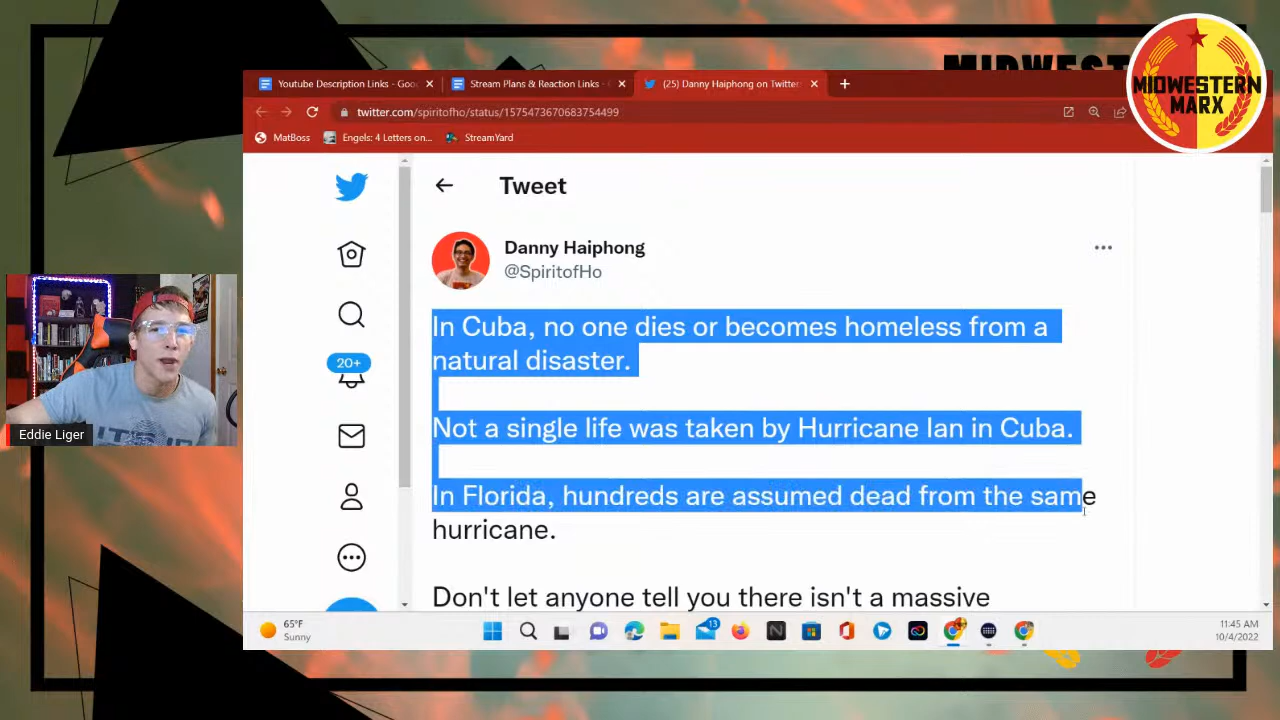 MIDWESTERN
MARX
Youtube Description Links - Goo
Stream Plans & Reaction Links -
(25) Danny Haiphong on Twitter
twitter.com/spiritofho/status/1575473670683754499
MatBoss
Engels: 4 Letters on...
StreamYard
Tweet
Danny Haiphong
@SpiritofHo
In Cuba, no one dies or becomes homeless from a
natural disaster.
20+
Not a single life was taken by Hurricane Ian in Cuba.
Eddie Liger
In Florida, hundreds are assumed dead from the same
hurricane.
Don't let anyone tell you there isn't a massive
65°F
Sunny
13
11:45 AM
10/4/2022